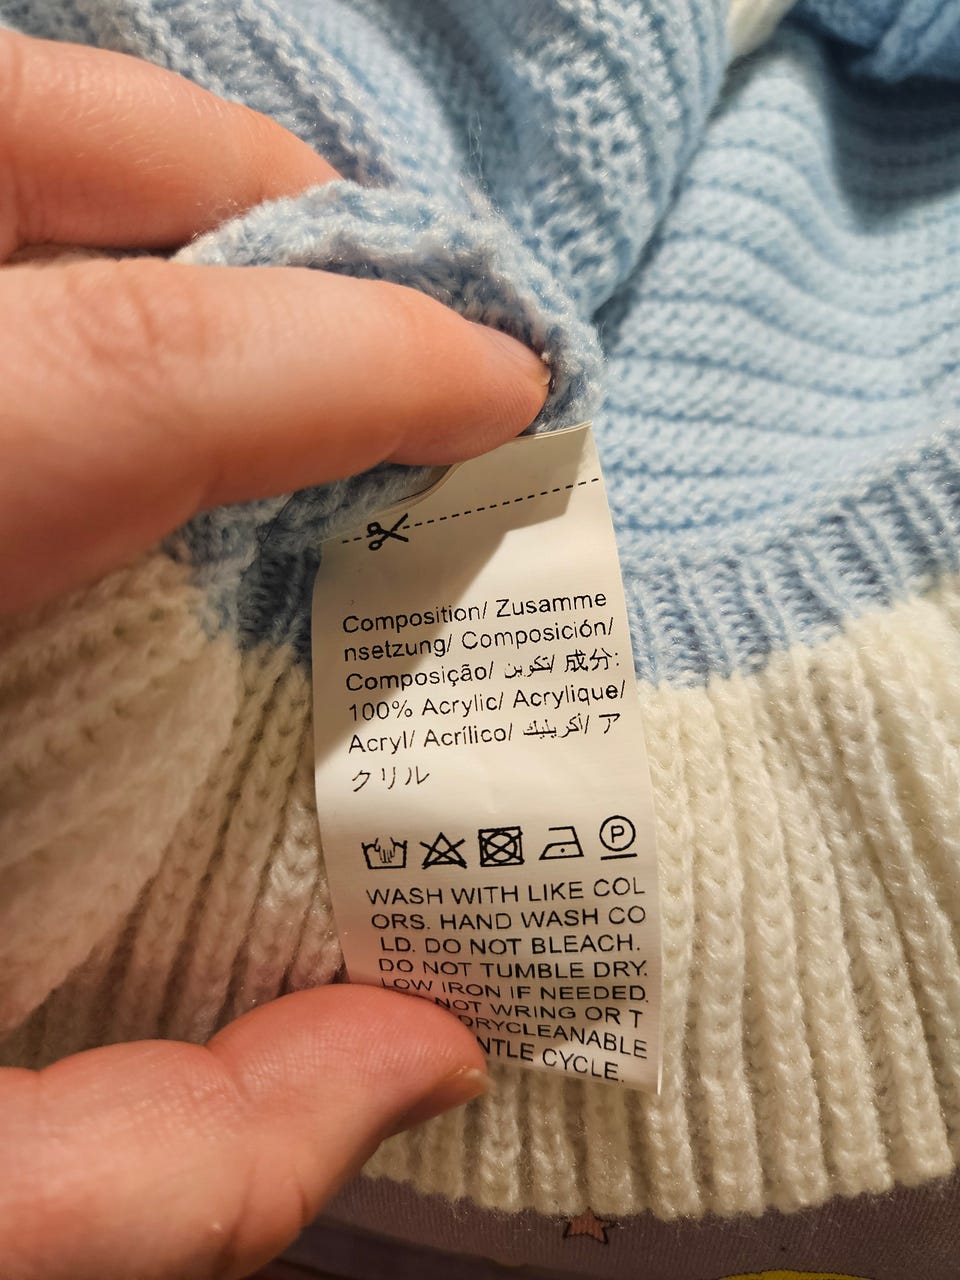 Composition/ Zusamme
nsetzung/ Composición/
Composição/ تكوين/ 成分:
100% Acrylic/ Acrylique/
Acryl/ Acrílico/ أكريليك/ ア
クリル
P
WASH WITH LIKE COL
ORS. HAND WASH CO
LD. DO NOT BLEACH.
DO NOT TUMBLE DRY.
LOW IRON IF NEEDED.
NOT WRING OR T
DRYCLEANABLE
CYCLE.